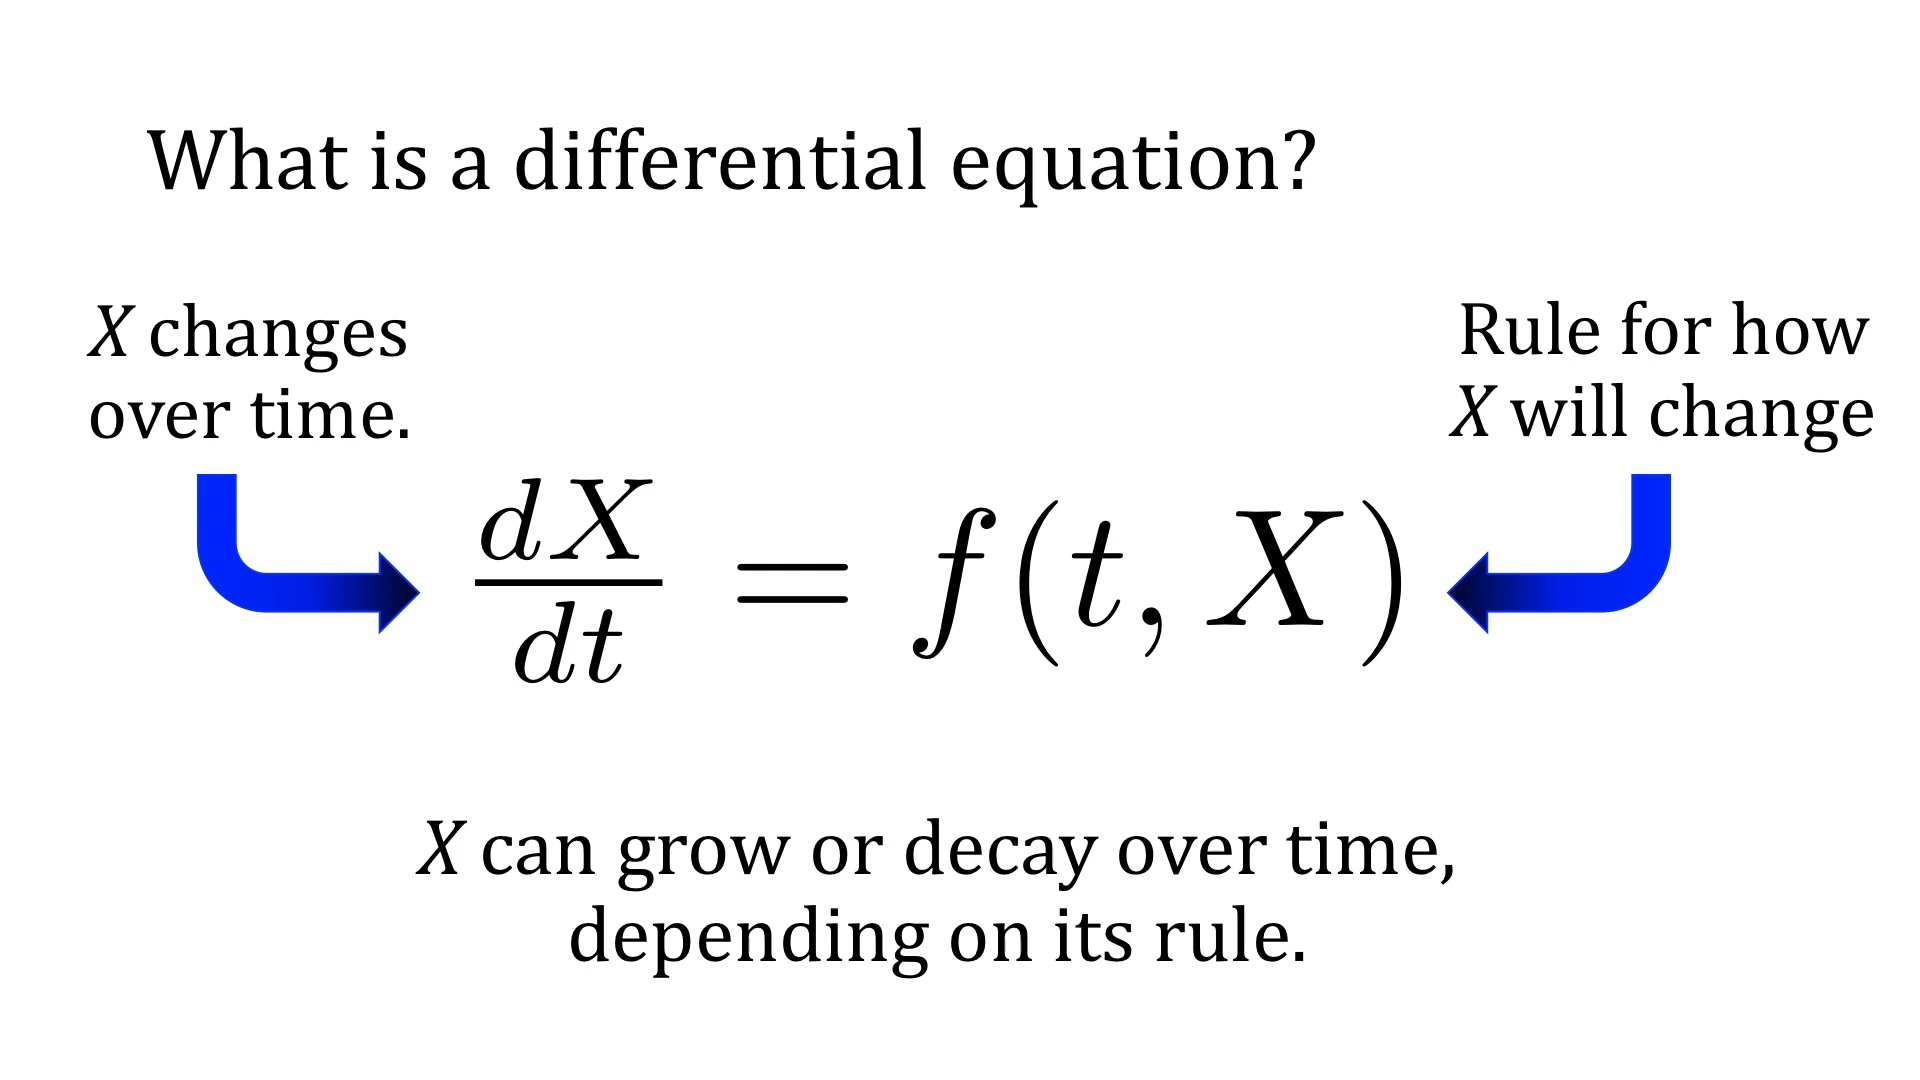 What is a differential equation?
X changes
over time.
Rule for how
X will change
dX/dt = f(t, X)
X can grow or decay over time,
depending on its rule.